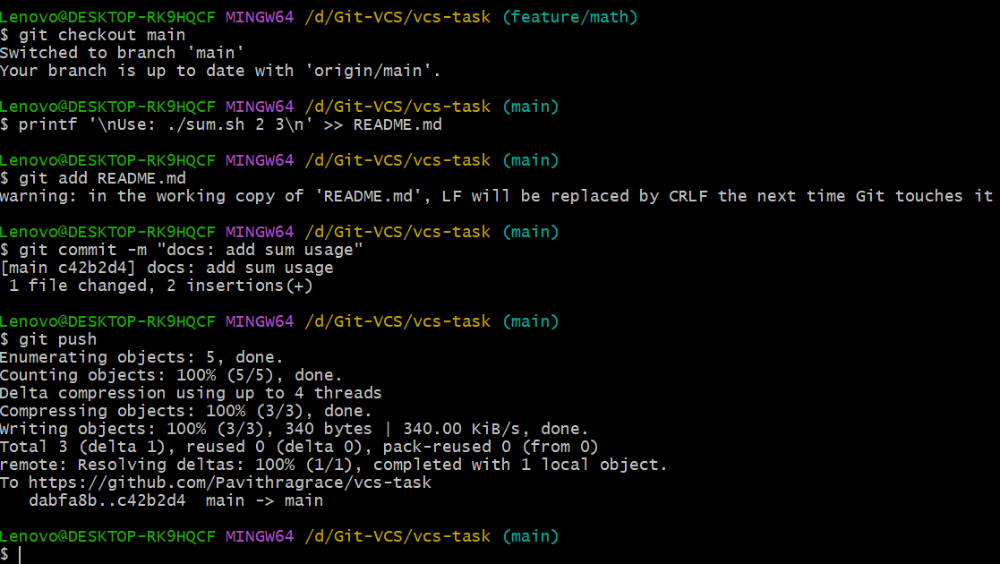 Lenovo@DESKTOP-RK9HQCF MINGW64 /d/Git-VCS/vcs-task (feature/math)
$ git checkout main
Switched to branch 'main'
Your branch is up to date with 'origin/main'.
Lenovo@DESKTOP-RK9HQCF MINGW64 /d/Git-VCS/vcs-task (main)
$ printf '\nUse: ./sum.sh 2 3\n' >> README.md
Lenovo@DESKTOP-RK9HQCF MINGW64 /d/Git-VCS/vcs-task (main)
$ git add README.md
warning: in the working copy of 'README.md', LF will be replaced by CRLF the next time Git touches it
Lenovo@DESKTOP-RK9HQCF MINGW64 /d/Git-VCS/vcs-task (main)
$ git commit -m "docs: add sum usage"
[main c42b2d4] docs: add sum usage
 1 file changed, 2 insertions(+)
Lenovo@DESKTOP-RK9HQCF MINGW64 /d/Git-VCS/vcs-task (main)
$ git push
Enumerating objects: 5, done.
Counting objects: 100% (5/5), done.
Delta compression using up to 4 threads
Compressing objects: 100% (3/3), done.
Writing objects: 100% (3/3), 340 bytes | 340.00 KiB/s, done.
Total 3 (delta 1), reused 0 (delta 0), pack-reused 0 (from 0)
remote: Resolving deltas: 100% (1/1), completed with 1 local object.
To https://github.com/Pavithragrace/vcs-task
   dabfa8b..c42b2d4  main -> main
Lenovo@DESKTOP-RK9HQCF MINGW64 /d/Git-VCS/vcs-task (main)
$